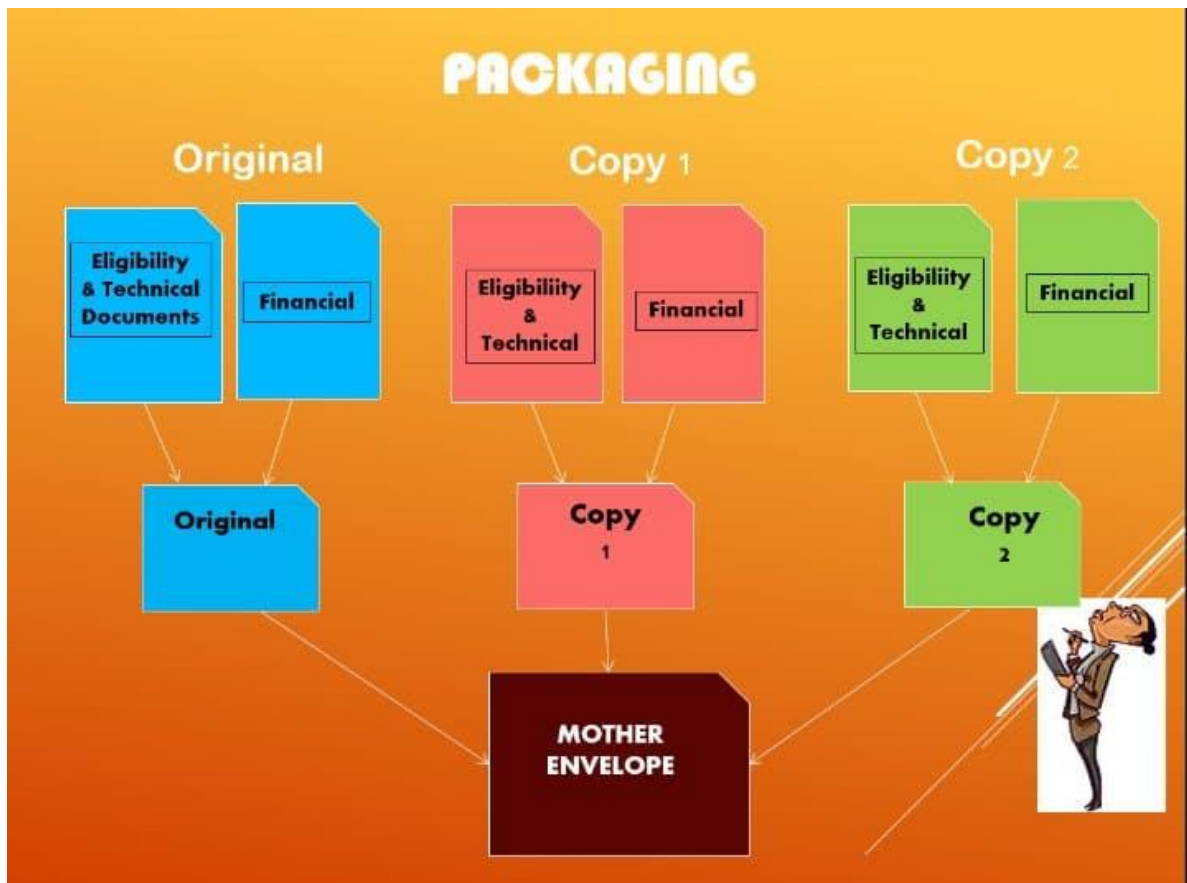 PACKAGING
Original
Copy 1
Copy 2
Eligibility
& Technical
Documents
Financial
Eligibiliity
&
Technical
Financial
Eligibiliity
&
Technical
Financial
Original
Copy
1
Copy
2
MOTHER
ENVELOPE